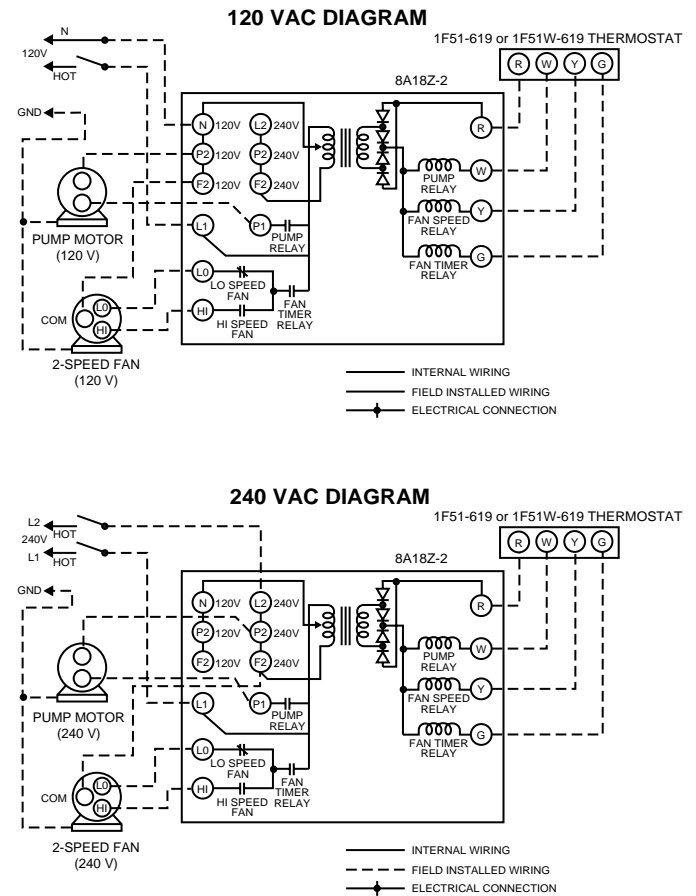 120 VAC DIAGRAM
1F51-619 or 1F51W-619 THERMOSTAT
N
120V
HOT
R W Y G
8A18Z-2
GND
N 120V L2 240V
R
P2 120V P2 240V
W
PUMP
RELAY
F2 120V F2 240V
Y
FAN SPEED
RELAY
L1 P1
PUMP
RELAY
G
FAN TIMER
RELAY
PUMP MOTOR
(120 V)
L0
LO SPEED
FAN
HI
HI SPEED
FAN
FAN
TIMER
RELAY
COM
L0
HI
2-SPEED FAN
(120 V)
INTERNAL WIRING
FIELD INSTALLED WIRING
ELECTRICAL CONNECTION
240 VAC DIAGRAM
1F51-619 or 1F51W-619 THERMOSTAT
L2
HOT
240V
L1
HOT
R W Y G
8A18Z-2
GND
N 120V L2 240V
R
P2 120V P2 240V
W
PUMP
RELAY
F2 120V F2 240V
Y
FAN SPEED
RELAY
L1 P1
PUMP
RELAY
G
FAN TIMER
RELAY
PUMP MOTOR
(240 V)
L0
LO SPEED
FAN
HI
HI SPEED
FAN
FAN
TIMER
RELAY
COM
L0
HI
2-SPEED FAN
(240 V)
INTERNAL WIRING
FIELD INSTALLED WIRING
ELECTRICAL CONNECTION